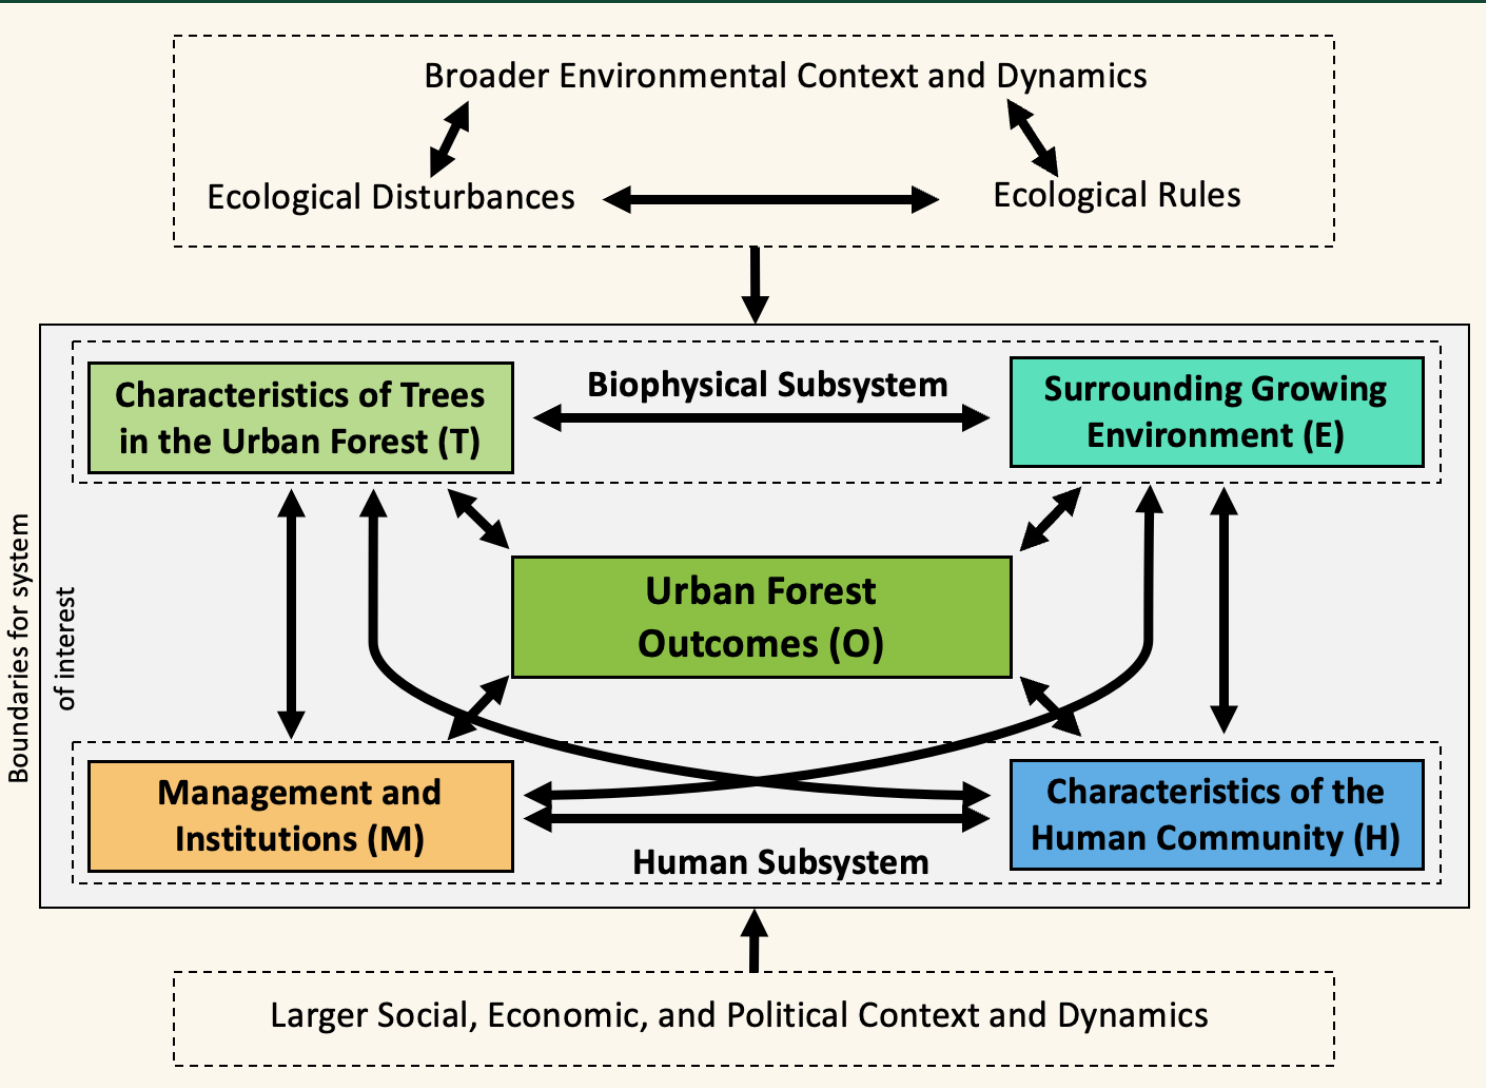 Broader Environmental Context and Dynamics
Ecological Disturbances
Ecological Rules
Biophysical Subsystem
Characteristics of Trees
in the Urban Forest (T)
Surrounding Growing
Environment (E)
Urban Forest
Outcomes (O)
Boundaries for system
of interest
Management and
Institutions (M)
Characteristics of the
Human Community (H)
Human Subsystem
Larger Social, Economic, and Political Context and Dynamics